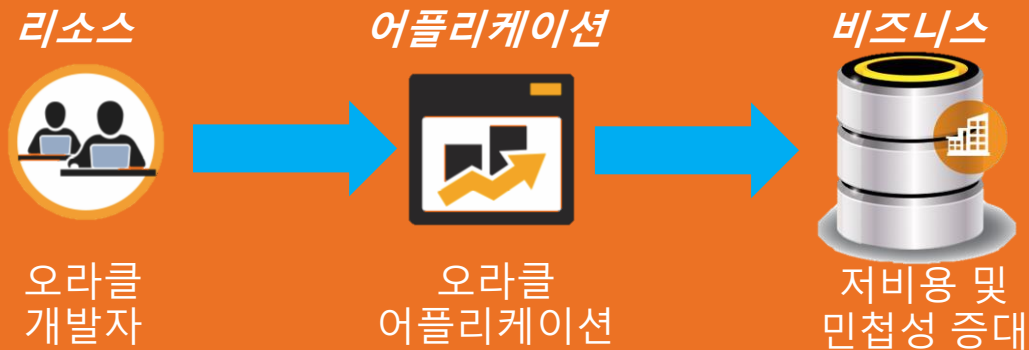 리소스
어플리케이션
비즈니스
오라클
개발자
오라클
어플리케이션
저비용 및
민첩성 증대